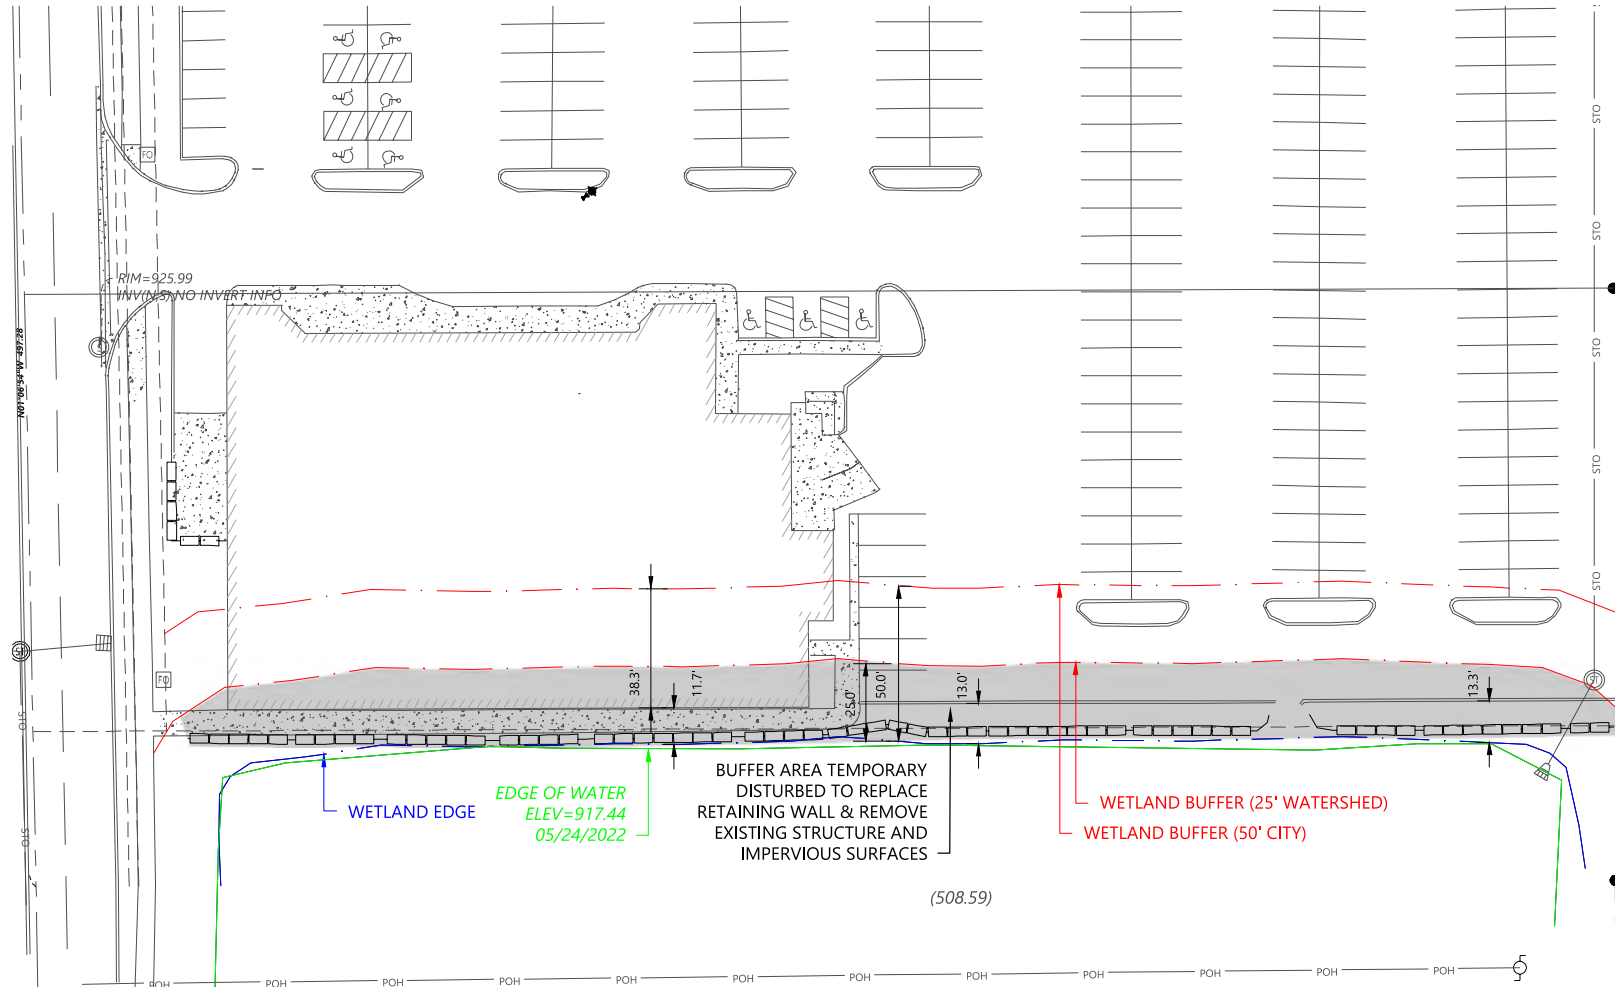 FO
STO
RIM=925.99
INV(N,S) NO INVERT INFO
STO
N01°06'54"W 497.28
STO
STO
STO
FO
ST
38.3'
11.7'
25.0'
50.0'
13.0'
13.3'
STO
STO
WETLAND EDGE
EDGE OF WATER
ELEV=917.44
05/24/2022
BUFFER AREA TEMPORARY
DISTURBED TO REPLACE
RETAINING WALL & REMOVE
EXISTING STRUCTURE AND
IMPERVIOUS SURFACES
WETLAND BUFFER (25' WATERSHED)
WETLAND BUFFER (50' CITY)
(508.59)
POH POH POH POH POH POH POH POH POH POH POH POH